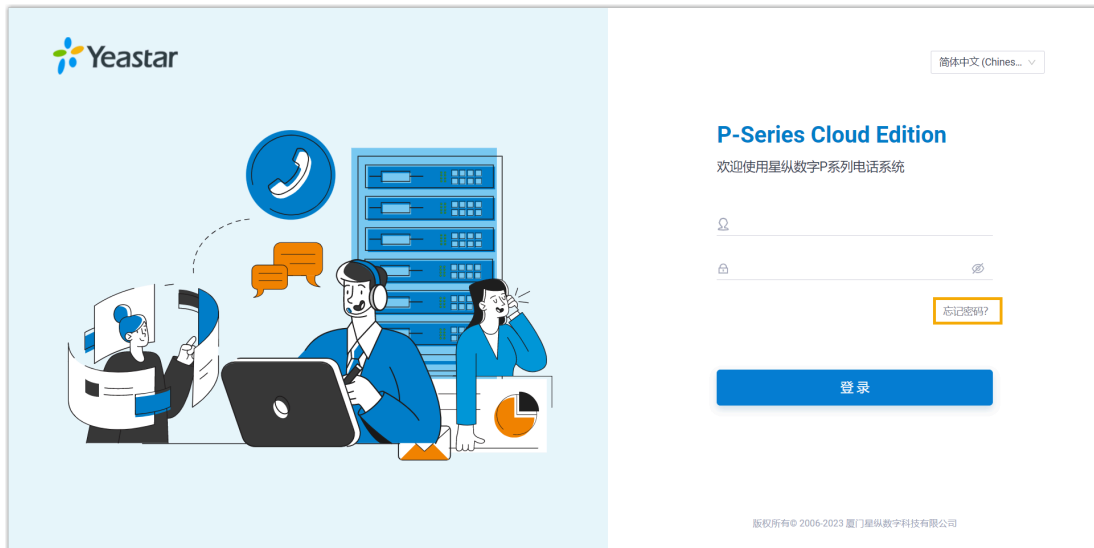 Yeastar
简体中文 (Chines...
P-Series Cloud Edition
欢迎使用星纵数字P系列电话系统
忘记密码?
登录
版权所有© 2006-2023 厦门星纵数字科技有限公司